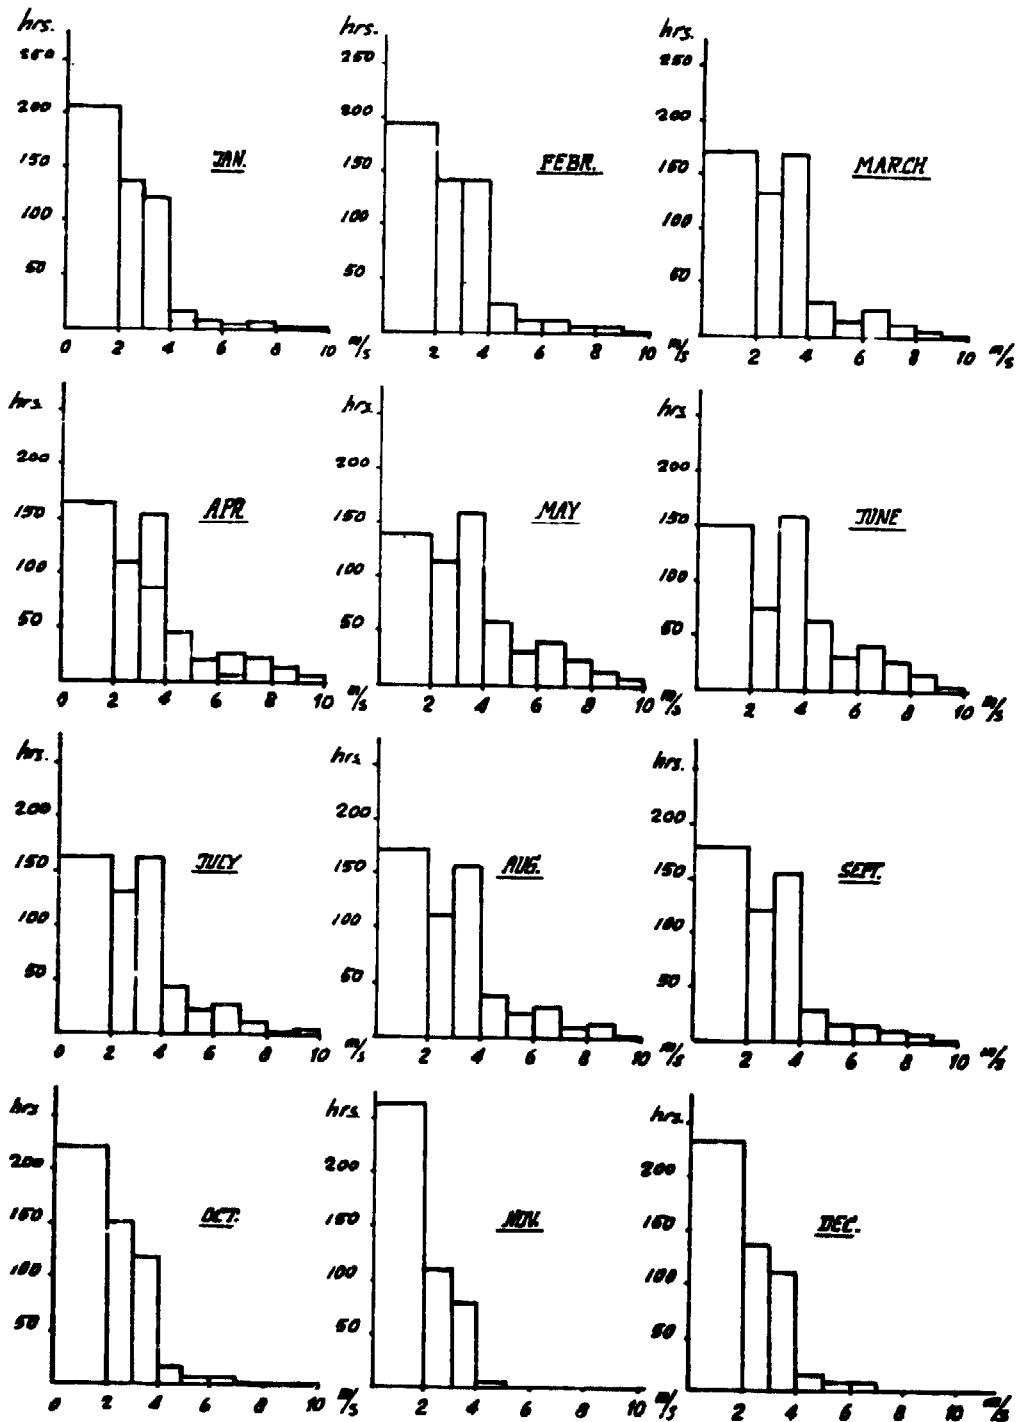 hrs. hrs. hrs.
250 250 250
200 200 200
150 150 150
JAN. FEBR. MARCH
100 100 100
50 50 50
0 2 4 6 8 10 m/s 2 4 6 8 10 m/s 2 4 6 8 10 m/s
hrs. hrs. hrs.
200 200 200
APR. MAY JUNE
150 150 150
100 100 100
50 50 50
0 2 4 6 8 10 m/s 2 4 6 8 10 m/s 2 4 6 8 10 m/s
hrs. hrs. hrs.
200 200 200
150 150 150
JULY AUG. SEPT.
100 100 100
50 50 50
0 2 4 6 8 10 m/s 2 4 6 8 10 m/s 2 4 6 8 10 m/s
hrs hrs. hrs.
200 200 200
150 150 150
OCT. NOV. DEC.
100 100 100
50 50 50
0 2 4 6 8 10 m/s 2 4 6 8 10 m/s 2 4 6 8 10 m/s